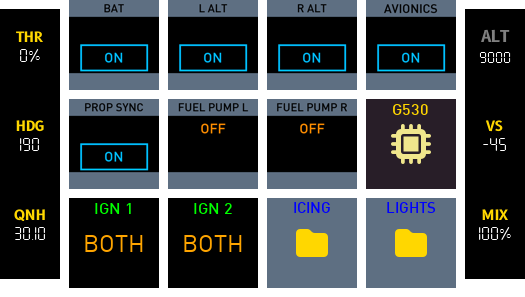 THR
0%
HDG
190
QNH
30.10
BAT
ON
L ALT
ON
R ALT
ON
AVIONICS
ON
PROP SYNC
ON
FUEL PUMP L
OFF
FUEL PUMP R
OFF
G530
IGN 1
BOTH
IGN 2
BOTH
ICING
LIGHTS
ALT
9000
VS
-45
MIX
100%